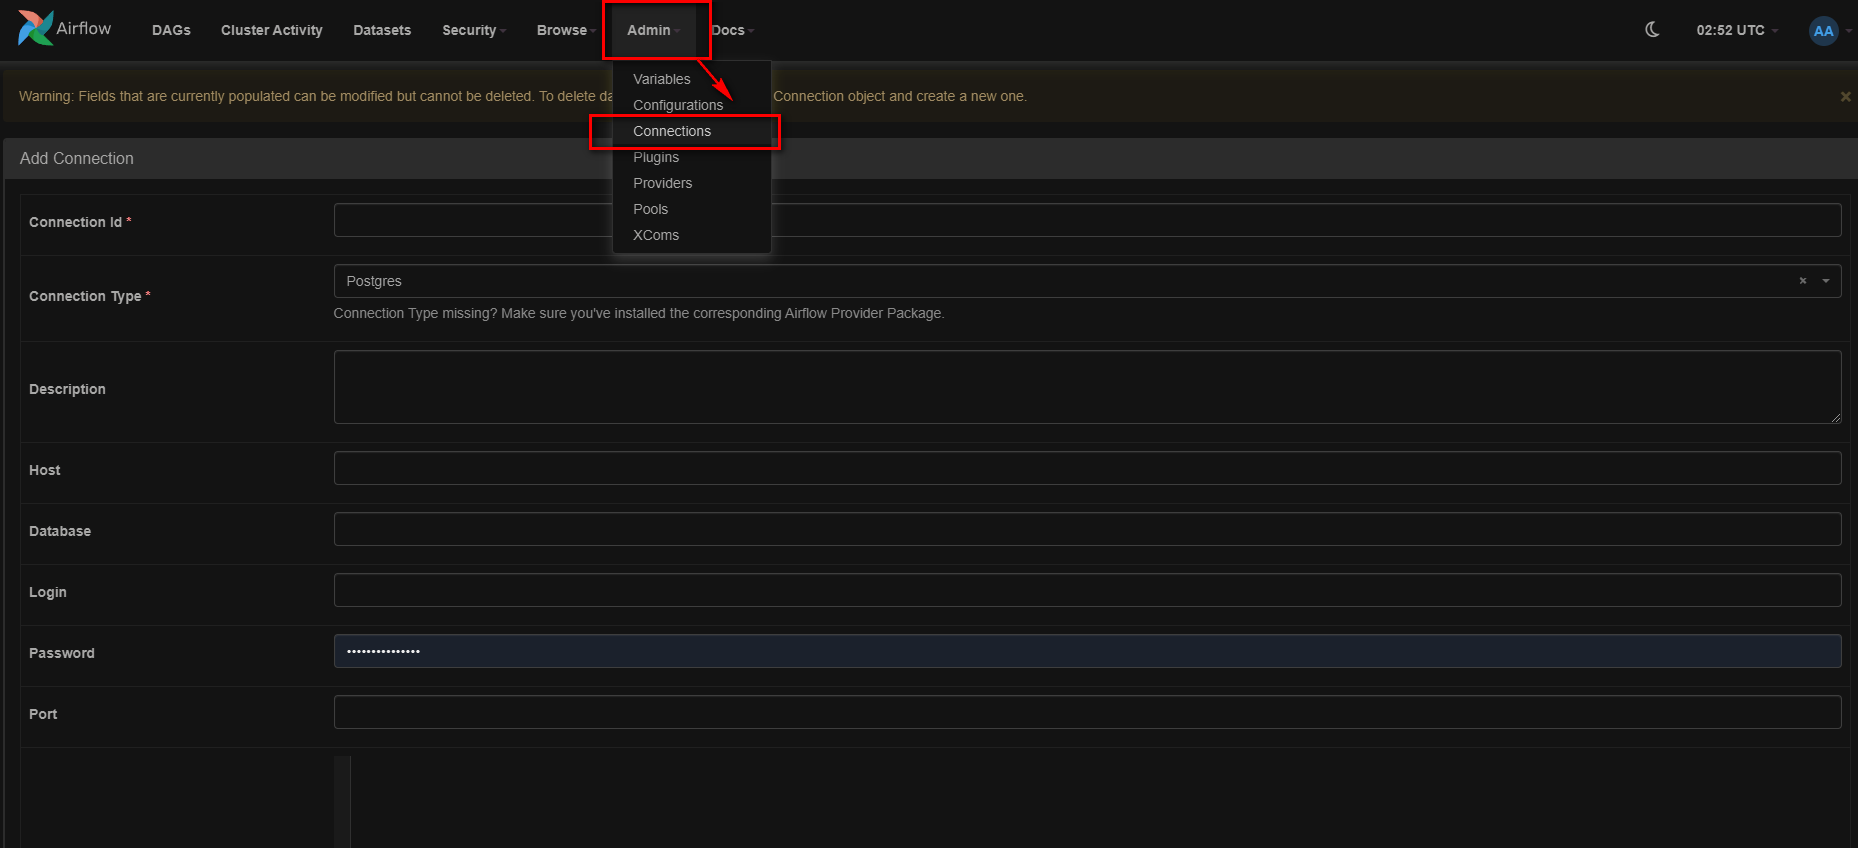 Airflow DAGs Cluster Activity Datasets Security Browse Admin Docs 02:52 UTC AA
Variables
Warning: Fields that are currently populated can be modified but cannot be deleted. To delete da Connection object and create a new one. ×
Configurations
Connections
Plugins
Providers
Pools
XComs
Add Connection
Connection Id *
Connection Type *
Postgres ×
Connection Type missing? Make sure you've installed the corresponding Airflow Provider Package.
Description
Host
Database
Login
Password
•••••••••••••••
Port